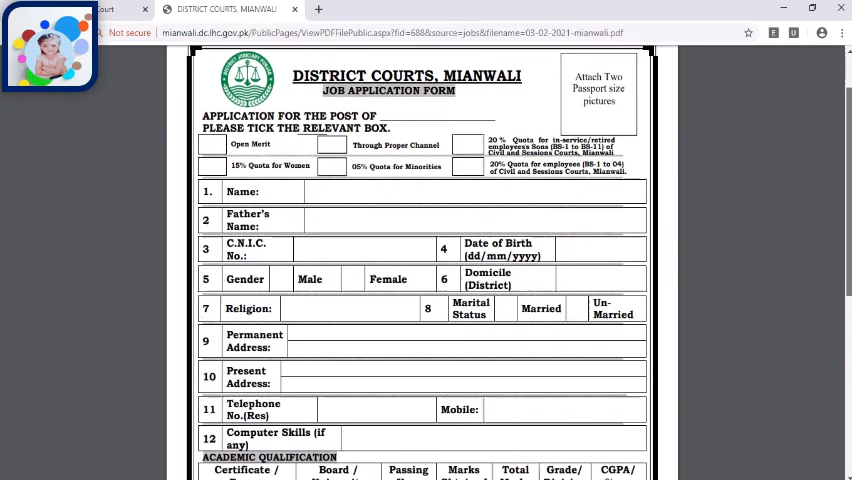 Court
DISTRICT COURTS, MIANWALI
Not secure
mianwali.dc.lhc.gov.pk/PublicPages/ViewPDFFilePublic.aspx?fid=688&source=jobs&filename=03-02-2021-mianwali.pdf
E
U
DISTRICT COURTS, MIANWALI
JOB APPLICATION FORM
Attach Two
Passport size
pictures
APPLICATION FOR THE POST OF
PLEASE TICK THE RELEVANT BOX.
Open Merit
Through Proper Channel
20 % Quota for in-service/retired
employee's Sons (BS-1 to BS-11) of
Civil and Sessions Courts, Mianwali
15% Quota for Women
05% Quota for Minorities
20% Quota for employees (BS-1 to 04)
of Civil and Sessions Courts, Mianwali.
1. Name:
2 Father's
Name:
3 C.N.I.C.
No.:
4 Date of Birth
(dd/mm/yyyy)
5 Gender Male Female
6 Domicile
(District)
7 Religion:
8 Marital
Status
Married
Un-
Married
9 Permanent
Address:
10 Present
Address:
11 Telephone
No.(Res)
Mobile:
12 Computer Skills (if
any)
ACADEMIC QUALIFICATION
Certificate / Board / Passing Marks Total Grade/ CGPA/